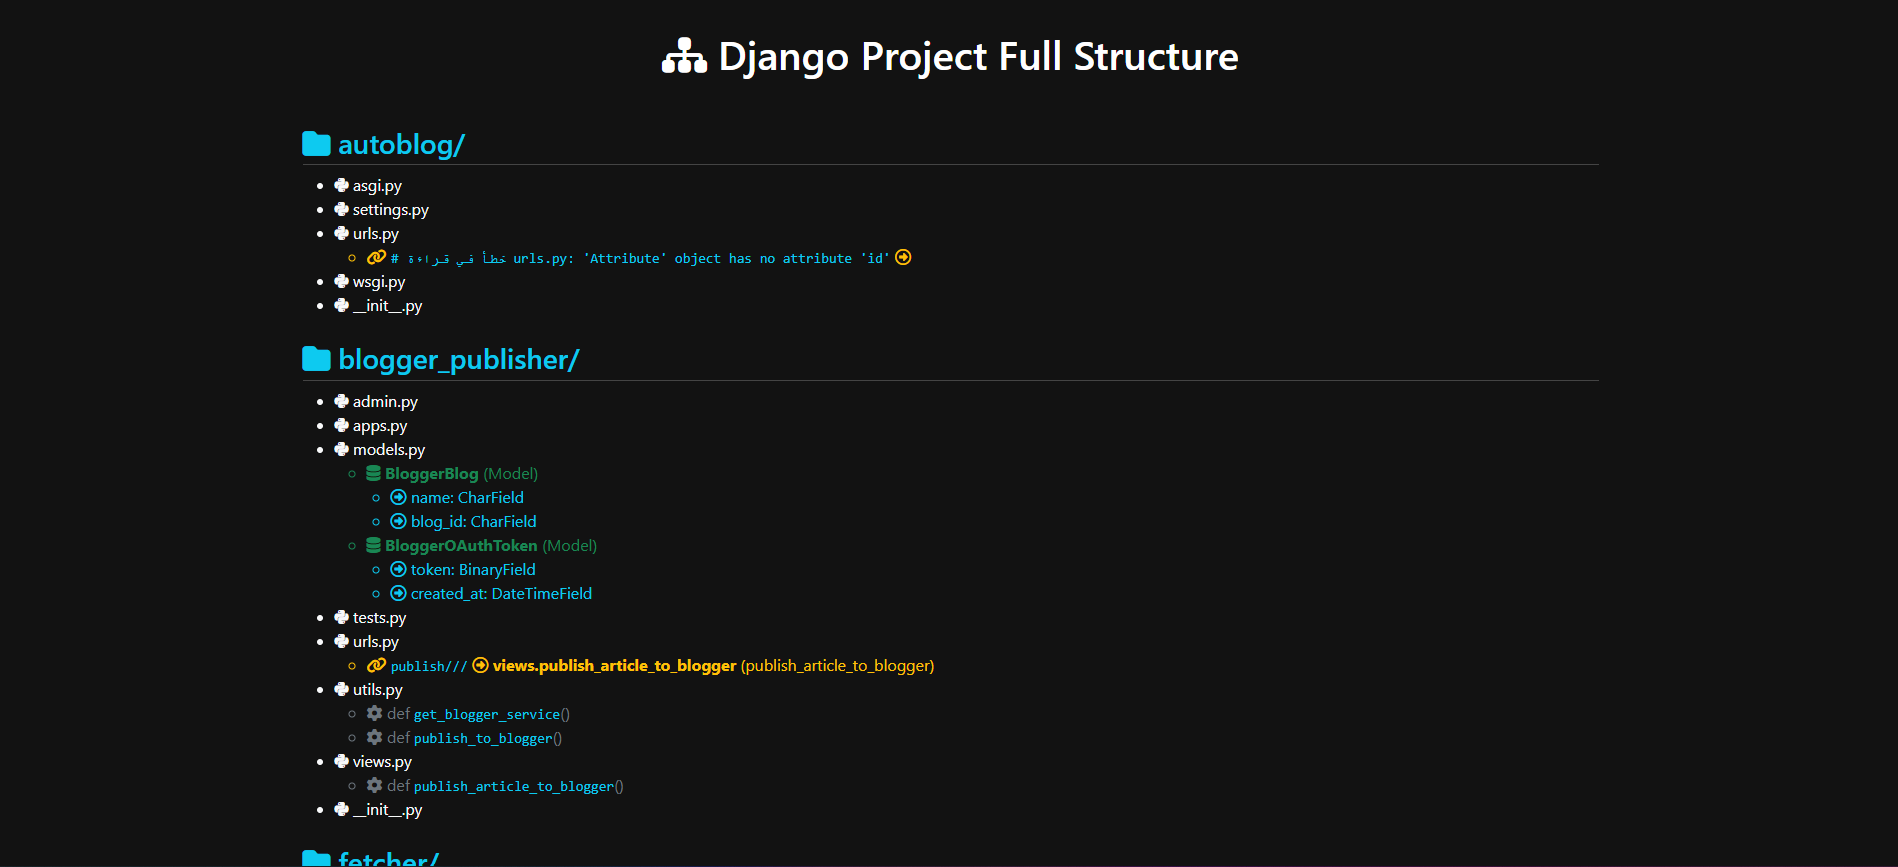 Django Project Full Structure
autoblog/
asgi.py
settings.py
urls.py
# خطأ في قراءة urls.py: 'Attribute' object has no attribute 'id'
wsgi.py
__init__.py
blogger_publisher/
admin.py
apps.py
models.py
BloggerBlog (Model)
name: CharField
blog_id: CharField
BloggerOAuthToken (Model)
token: BinaryField
created_at: DateTimeField
tests.py
urls.py
publish/// views.publish_article_to_blogger (publish_article_to_blogger)
utils.py
def get_blogger_service()
def publish_to_blogger()
views.py
def publish_article_to_blogger()
__init__.py
fetcher/